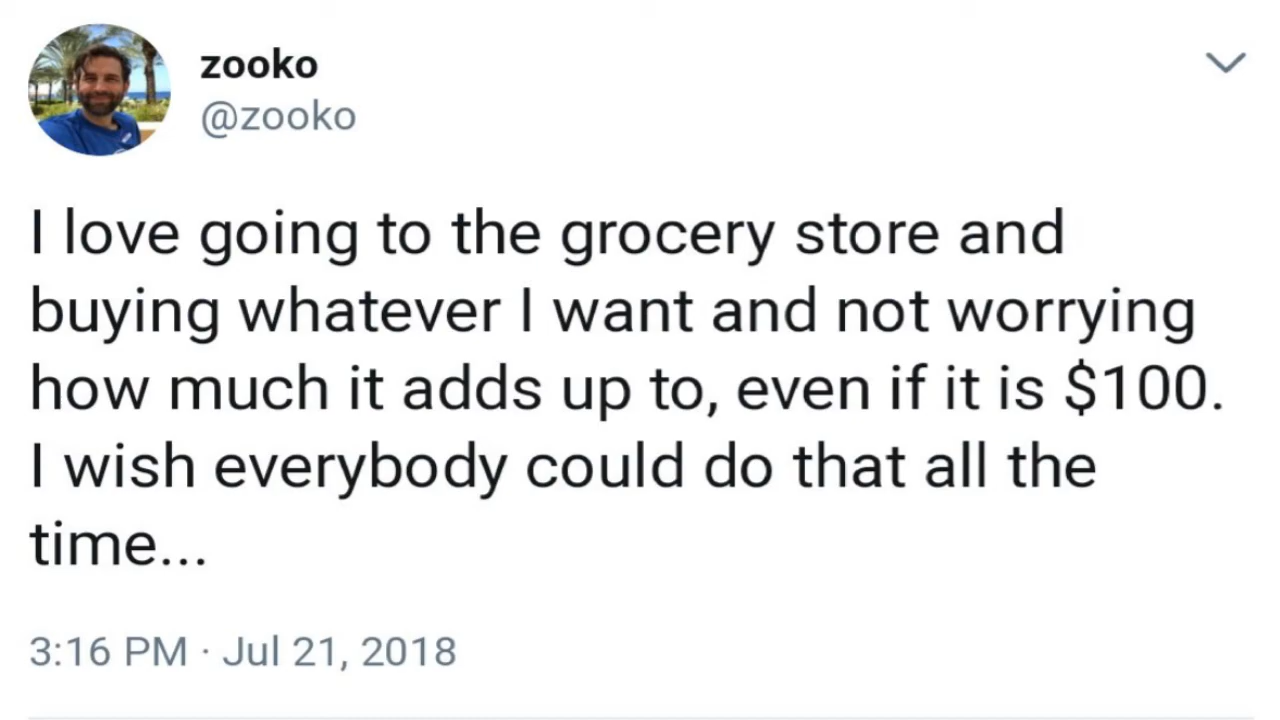 zooko
@zooko
I love going to the grocery store and
buying whatever I want and not worrying
how much it adds up to, even if it is $100.
I wish everybody could do that all the
time...
3:16 PM · Jul 21, 2018